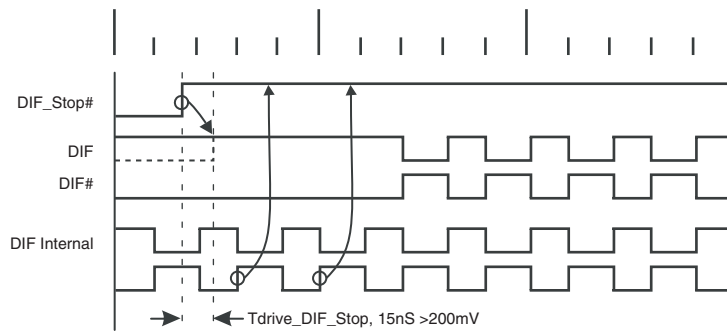 DIF_Stop#
DIF
DIF#
DIF Internal
Tdrive_DIF_Stop, 15nS >200mV